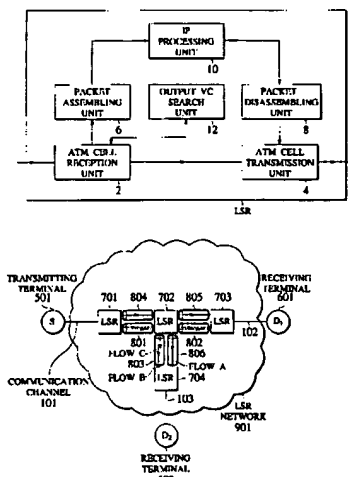 IP
PROCESSING
UNIT
10
PACKET
ASSEMBLING
UNIT
6
OUTPUT VC
SEARCH
UNIT
12
PACKET
DISASSEMBLING
UNIT
8
ATM CELL
RECEPTION
UNIT
2
ATM CELL
TRANSMISSION
UNIT
4
LSR
TRANSMITTING
TERMINAL
501
RECEIVING
TERMINAL
601
701 804 702 805 703
S LSR LSR LSR D1
102
801 802
FLOW C 806
803 FLOW A
FLOW B LSR 704
COMMUNICATION
CHANNEL
101
103
LSR
NETWORK
901
D2
RECEIVING
TERMINAL